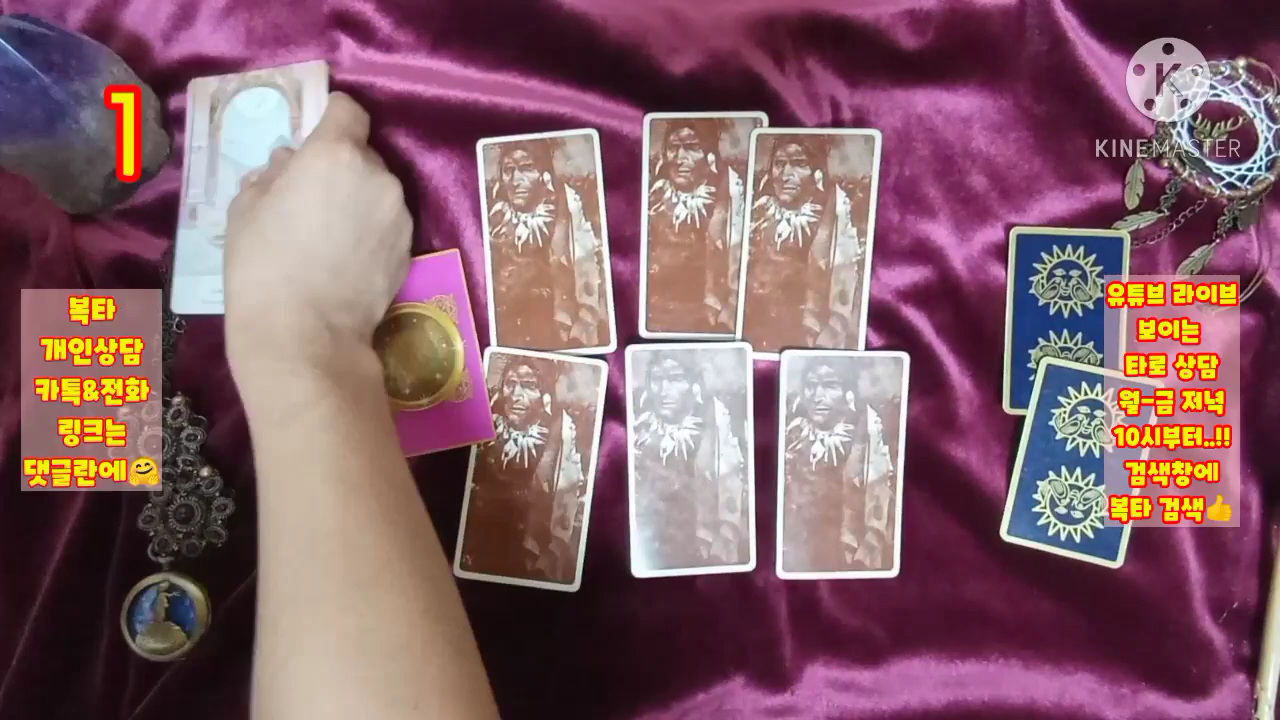 1
KINEMASTER
복타
개인상담
카톡&전화
링크는
댓글란에🤗
유튜브 라이브
보이는
타로 상담
월-금 저녁
10시부터..!!
검색창에
복타 검색👍